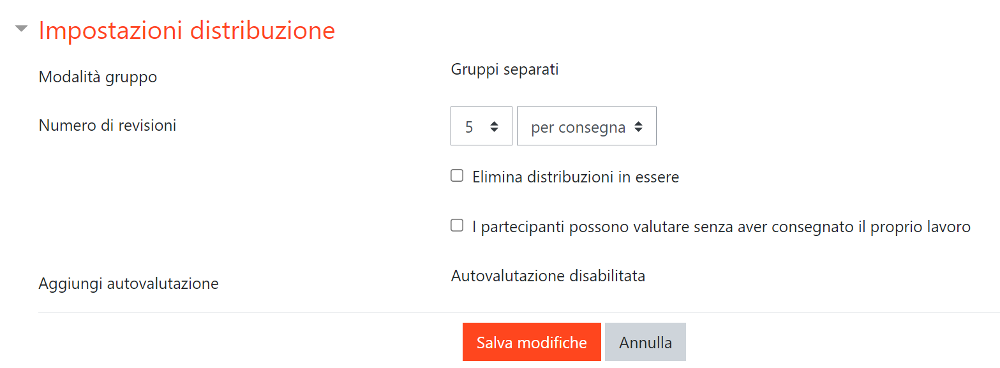 Impostazioni distribuzione
Modalità gruppo
Gruppi separati
Numero di revisioni
5
per consegna
Elimina distribuzioni in essere
I partecipanti possono valutare senza aver consegnato il proprio lavoro
Aggiungi autovalutazione
Autovalutazione disabilitata
Salva modifiche
Annulla